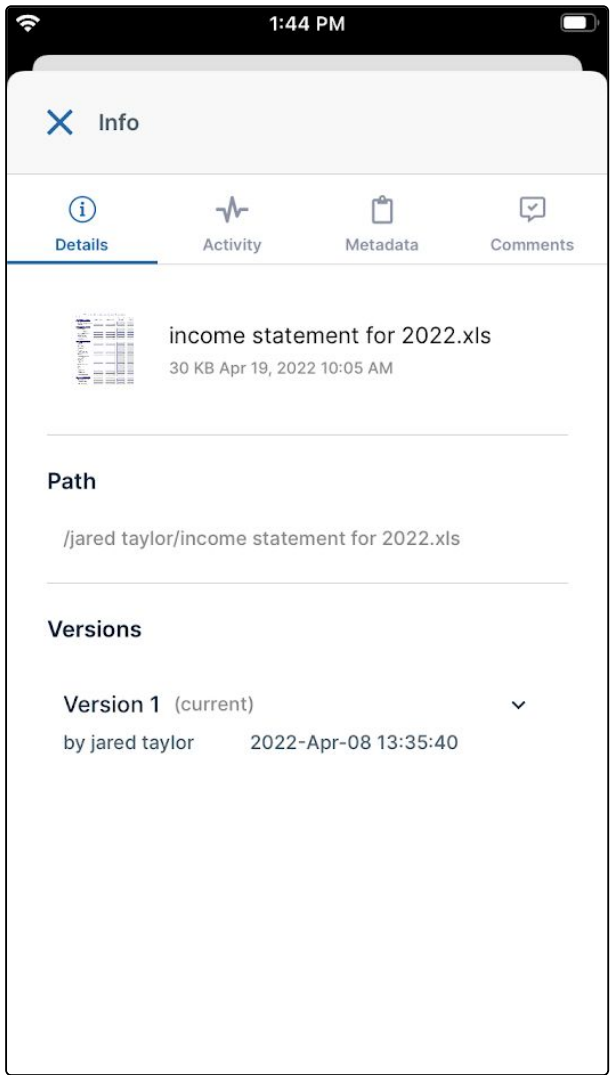 1:44 PM
Info
Details Activity Metadata Comments
income statement for 2022.xls
30 KB Apr 19, 2022 10:05 AM
Path
/jared taylor/income statement for 2022.xls
Versions
Version 1 (current)
by jared taylor 2022-Apr-08 13:35:40